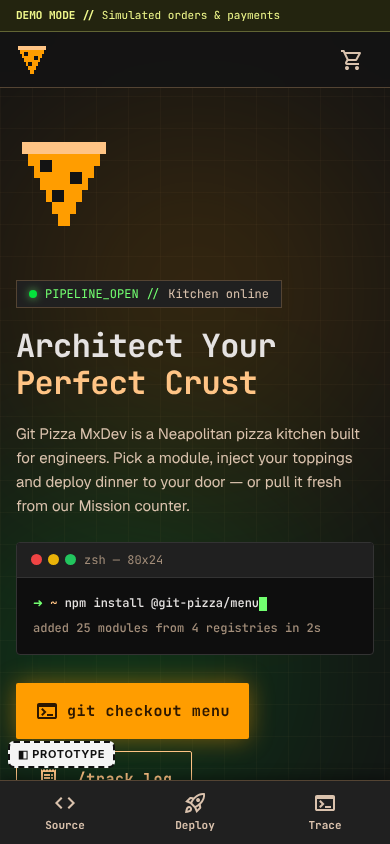 DEMO MODE // Simulated orders & payments
PIPELINE_OPEN // Kitchen online
Architect Your
Perfect Crust
Git Pizza MxDev is a Neapolitan pizza kitchen built
for engineers. Pick a module, inject your toppings
and deploy dinner to your door — or pull it fresh
from our Mission counter.
zsh — 80x24
➜ ~ npm install @git-pizza/menu
added 25 modules from 4 registries in 2s
git checkout menu
PROTOTYPE
/track log
Source
Deploy
Trace